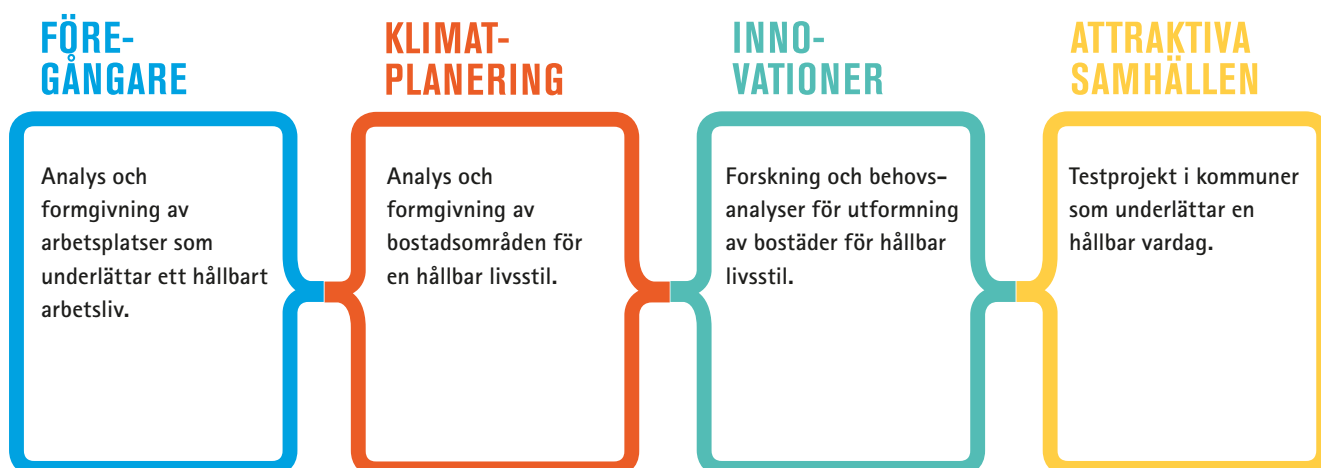 FÖRE-
GÅNGARE
Analys och
formgivning av
arbetsplatser som
underlättar ett hållbart
arbetsliv.
KLIMAT-
PLANERING
Analys och
formgivning av
bostadsområden för
en hållbar livsstil.
INNO-
VATIONER
Forskning och behovs-
analyser för utformning
av bostäder för hållbar
livsstil.
ATTRAKTIVA
SAMHÄLLEN
Testprojekt i kommuner
som underlättar en
hållbar vardag.